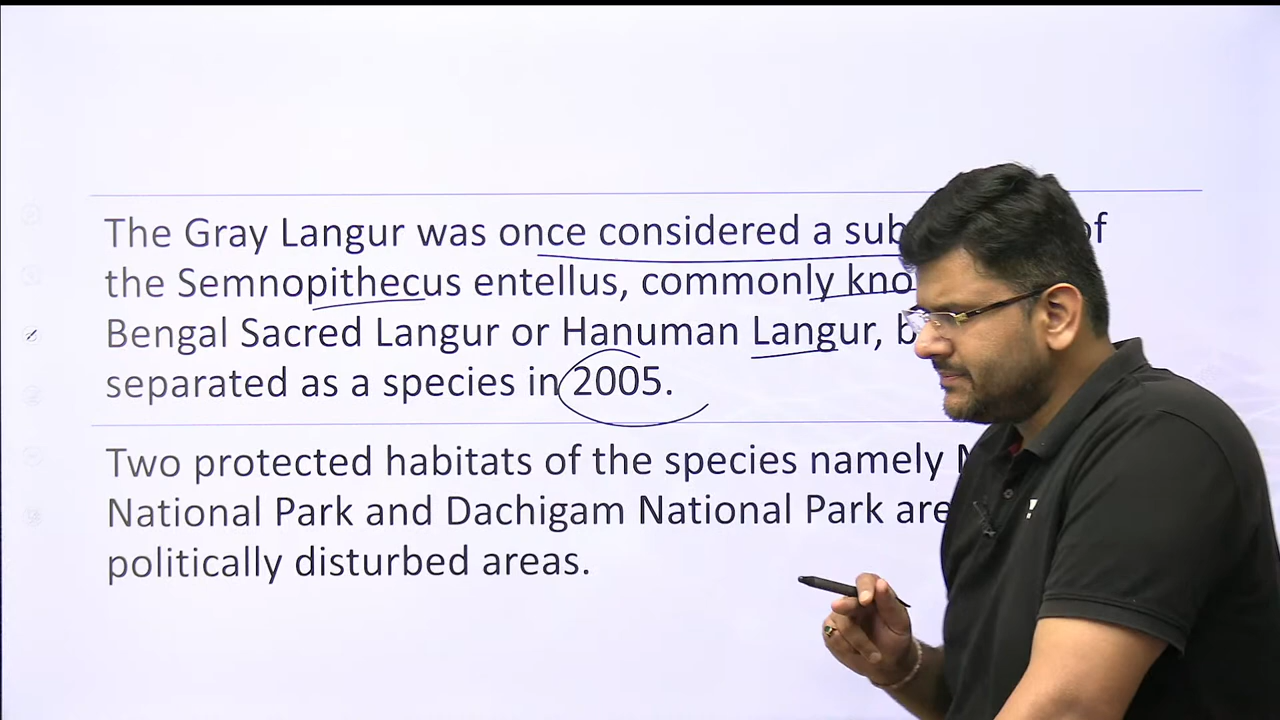 The Gray Langur was once considered a sub of
the Semnopithecus entellus, commonly kno
Bengal Sacred Langur or Hanuman Langur, b
separated as a species in 2005.
Two protected habitats of the species namely
National Park and Dachigam National Park are
politically disturbed areas.